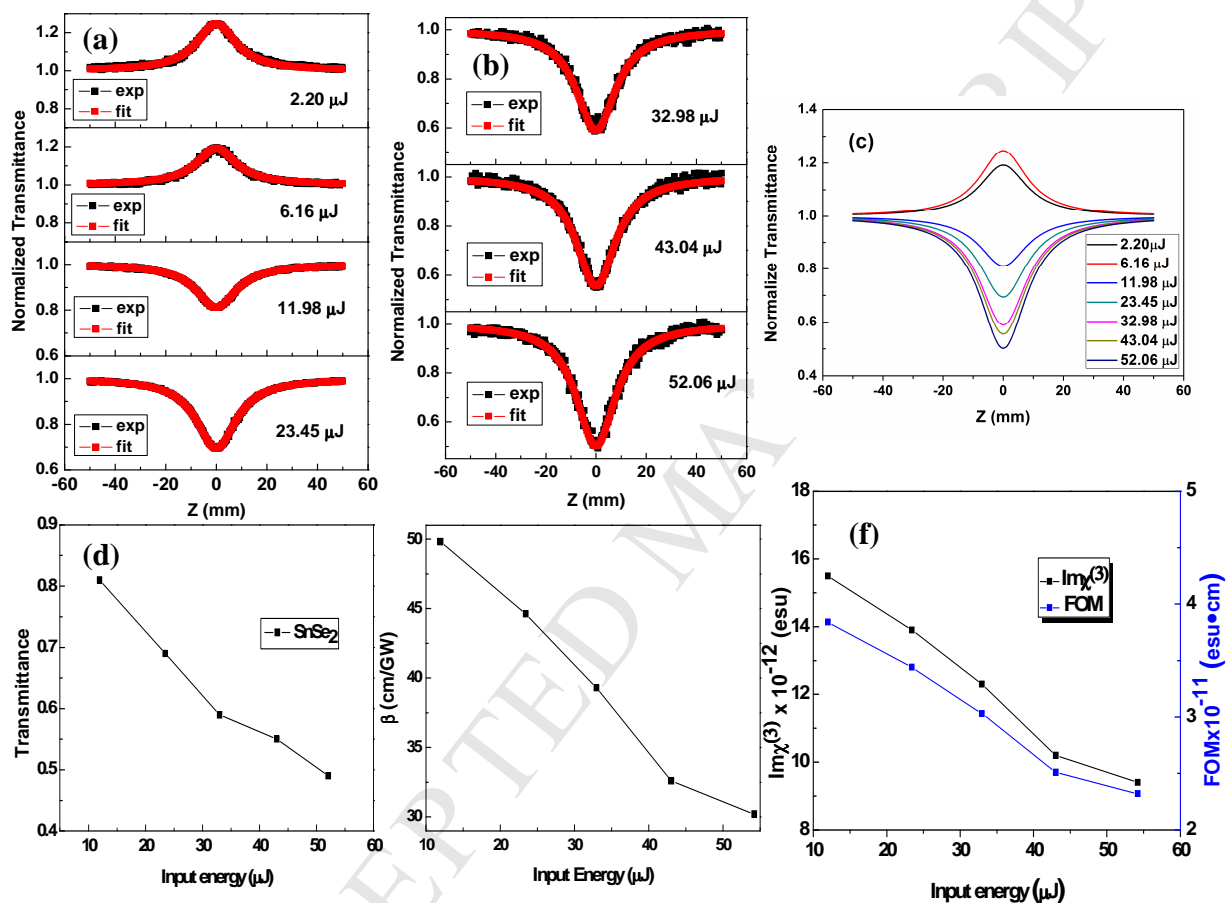 (a)
Normalized Transmittance
1.2
1.0
exp
fit
2.20 µJ
1.2
1.0
exp
fit
6.16 µJ
1.0
0.8
0.6
exp
fit
11.98 µJ
1.0
0.8
0.6
exp
fit
23.45 µJ
-60 -40 -20 0 20 40 60
Z (mm)
(b)
Normalized Transmittance
1.0
0.8
0.6
exp
fit
32.98 µJ
1.0
0.8
0.6
exp
fit
43.04 µJ
1.0
0.8
0.6
exp
fit
52.06 µJ
-60 -40 -20 0 20 40 60
Z (mm)
(c)
Normalize Transmittance
1.4
1.2
1.0
0.8
0.6
0.4
2.20µJ
6.16 µJ
11.98 µJ
23.45 µJ
32.98 µJ
43.04 µJ
52.06 µJ
-60 -40 -20 0 20 40 60
Z (mm)
(d)
Transmittance
0.9
0.8
0.7
0.6
0.5
0.4
SnSe2
10 20 30 40 50 60
Input energy (µJ)
β (cm/GW)
50
45
40
35
30
10 20 30 40 50
Input Energy (µJ)
(f)
Imχ(3) x 10-12 (esu)
18
16
14
12
10
8
Imχ(3)
FOM
5
4
3
2
FOMx10-11 (esu•cm)
10 20 30 40 50 60
Input energy (µJ)
EPTED MA